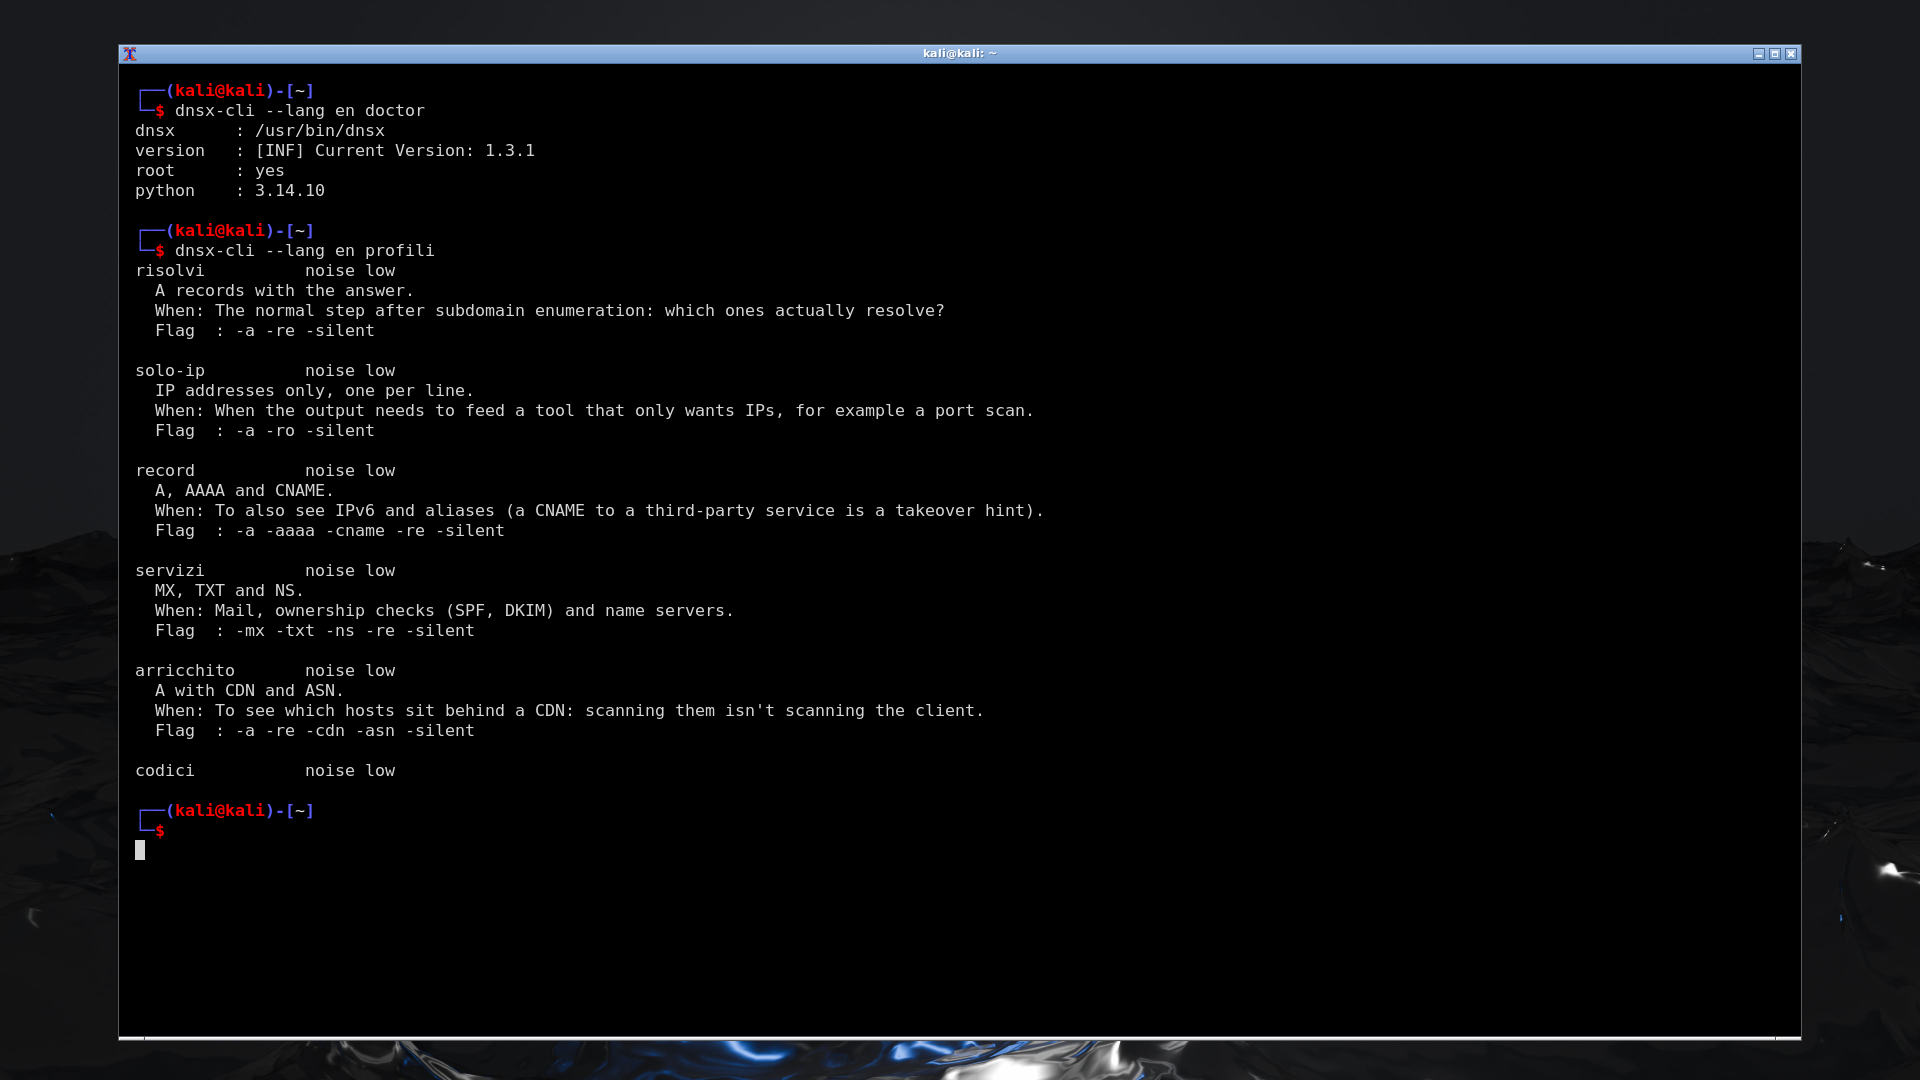 kali@kali: ~
┌──(kali@kali)-[~]
└─$ dnsx-cli --lang en doctor
dnsx      : /usr/bin/dnsx
version   : [INF] Current Version: 1.3.1
root      : yes
python    : 3.14.10
┌──(kali@kali)-[~]
└─$ dnsx-cli --lang en profili
risolvi          noise low
  A records with the answer.
  When: The normal step after subdomain enumeration: which ones actually resolve?
  Flag  : -a -re -silent
solo-ip          noise low
  IP addresses only, one per line.
  When: When the output needs to feed a tool that only wants IPs, for example a port scan.
  Flag  : -a -ro -silent
record           noise low
  A, AAAA and CNAME.
  When: To also see IPv6 and aliases (a CNAME to a third-party service is a takeover hint).
  Flag  : -a -aaaa -cname -re -silent
servizi          noise low
  MX, TXT and NS.
  When: Mail, ownership checks (SPF, DKIM) and name servers.
  Flag  : -mx -txt -ns -re -silent
arricchito       noise low
  A with CDN and ASN.
  When: To see which hosts sit behind a CDN: scanning them isn't scanning the client.
  Flag  : -a -re -cdn -asn -silent
codici           noise low
┌──(kali@kali)-[~]
└─$